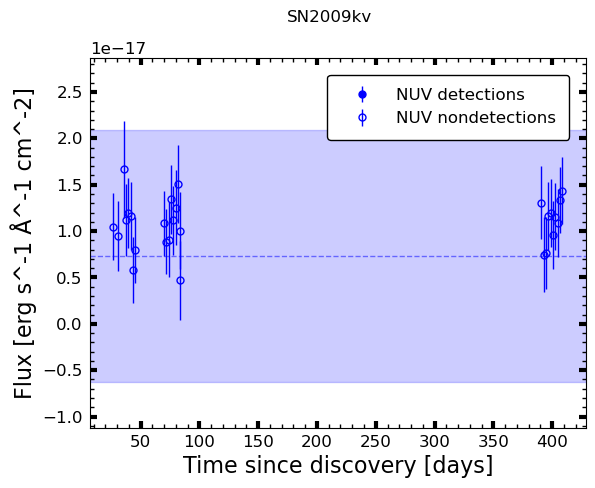 SN2009kv
1e−17
NUV detections
NUV nondetections
2.5
2.0
1.5
1.0
0.5
0.0
−0.5
−1.0
Flux [erg s^-1 Å^-1 cm^-2]
50 100 150 200 250 300 350 400
Time since discovery [days]